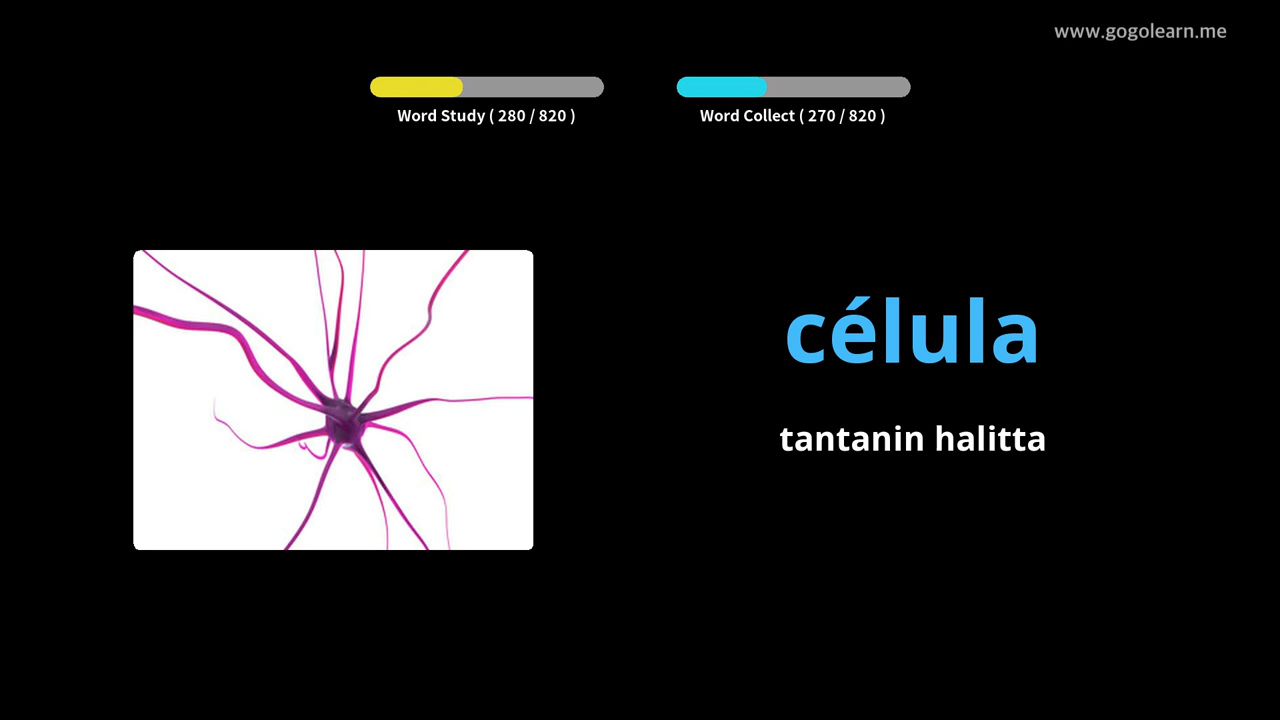 www.gogolearn.me
Word Study ( 280 / 820 )
Word Collect ( 270 / 820 )
célula
tantanin halitta